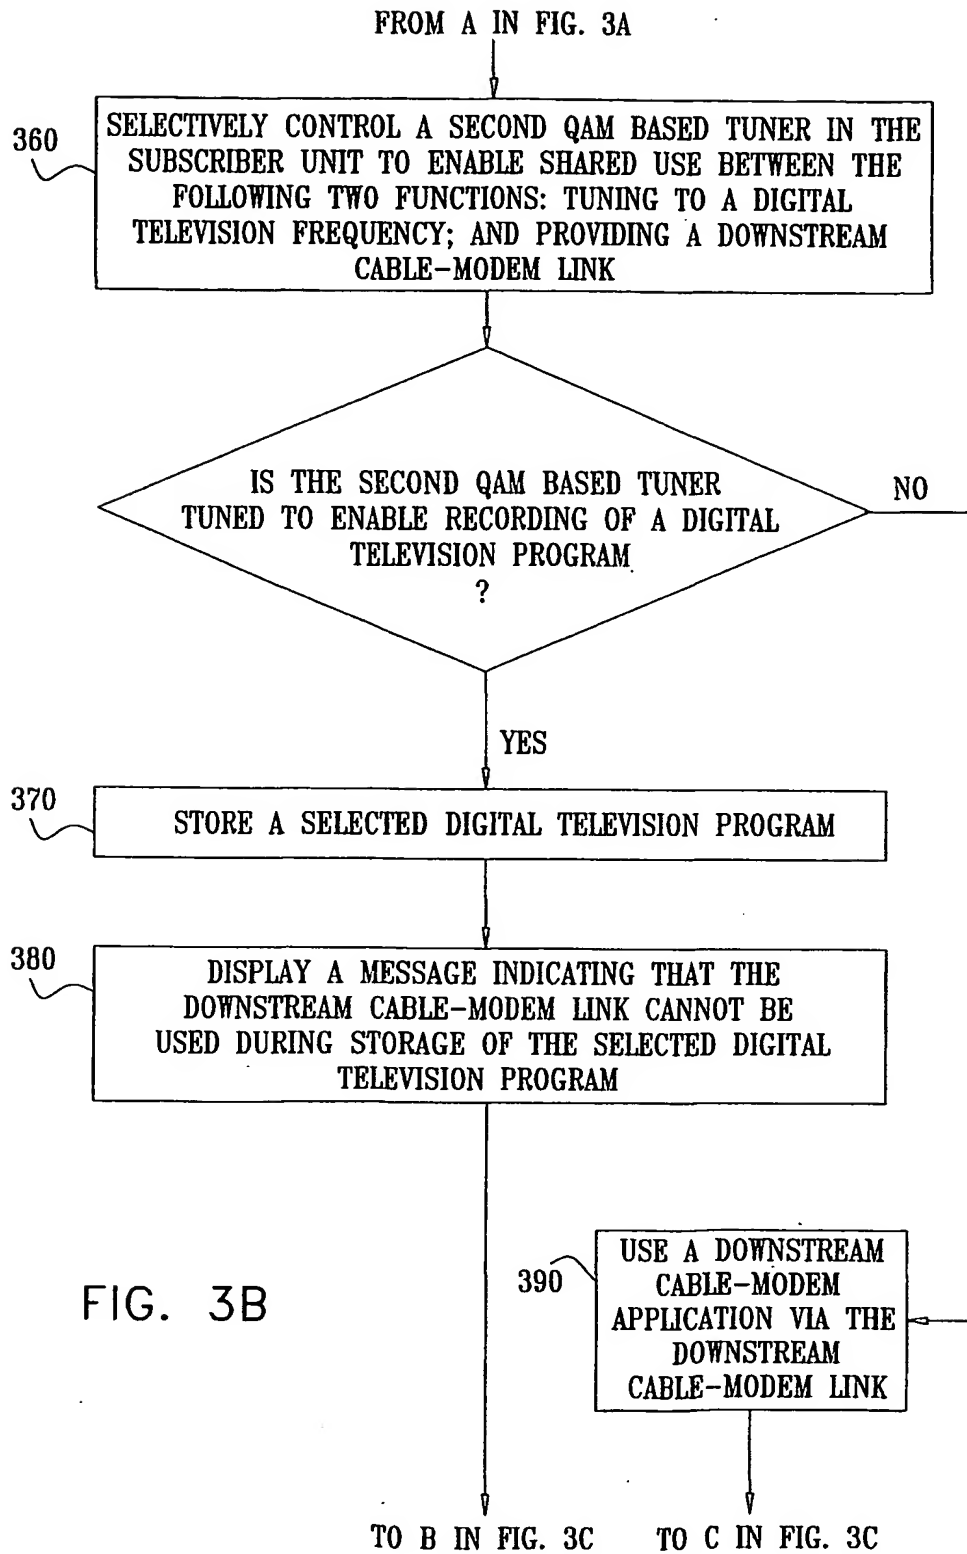 FROM A IN FIG. 3A
360
SELECTIVELY CONTROL A SECOND QAM BASED TUNER IN THE
SUBSCRIBER UNIT TO ENABLE SHARED USE BETWEEN THE
FOLLOWING TWO FUNCTIONS: TUNING TO A DIGITAL
TELEVISION FREQUENCY; AND PROVIDING A DOWNSTREAM
CABLE-MODEM LINK
IS THE SECOND QAM BASED TUNER
TUNED TO ENABLE RECORDING OF A DIGITAL
TELEVISION PROGRAM
?
NO
YES
370
STORE A SELECTED DIGITAL TELEVISION PROGRAM
380
DISPLAY A MESSAGE INDICATING THAT THE
DOWNSTREAM CABLE-MODEM LINK CANNOT BE
USED DURING STORAGE OF THE SELECTED DIGITAL
TELEVISION PROGRAM
390
USE A DOWNSTREAM
CABLE-MODEM
APPLICATION VIA THE
DOWNSTREAM
CABLE-MODEM LINK
FIG. 3B
TO B IN FIG. 3C
TO C IN FIG. 3C